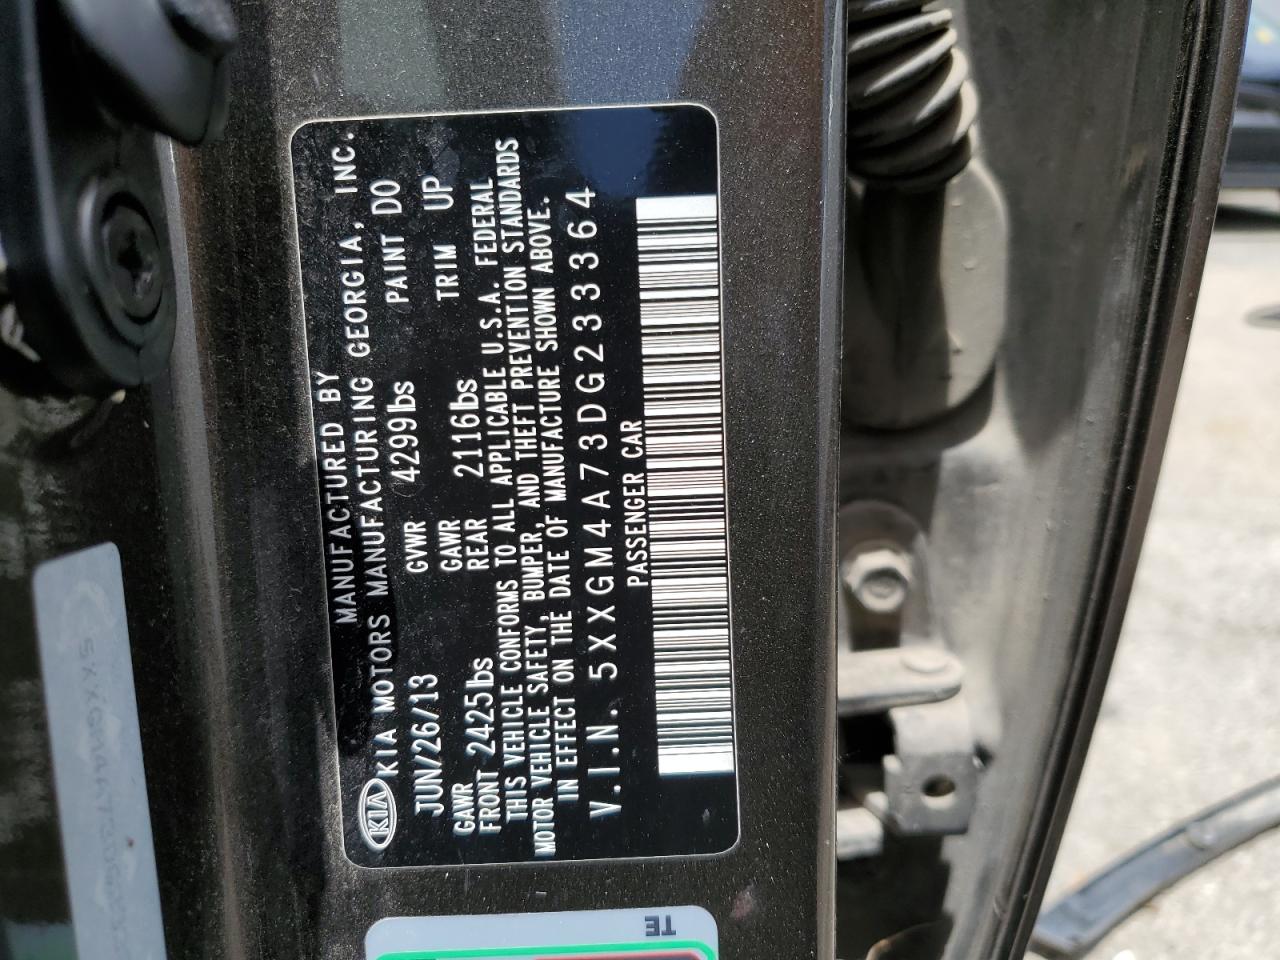 MANUFACTURED BY
KIA KIA MOTORS MANUFACTURING GEORGIA, INC.
JUN/26/13 GVWR 4299lbs PAINT DO
GAWR FRONT 2425lbs GAWR REAR 2116lbs TRIM UP
THIS VEHICLE CONFORMS TO ALL APPLICABLE U.S.A. FEDERAL
MOTOR VEHICLE SAFETY, BUMPER, AND THEFT PREVENTION STANDARDS
IN EFFECT ON THE DATE OF MANUFACTURE SHOWN ABOVE.
V.I.N. 5XXGM4A73DG233364
PASSENGER CAR
TE